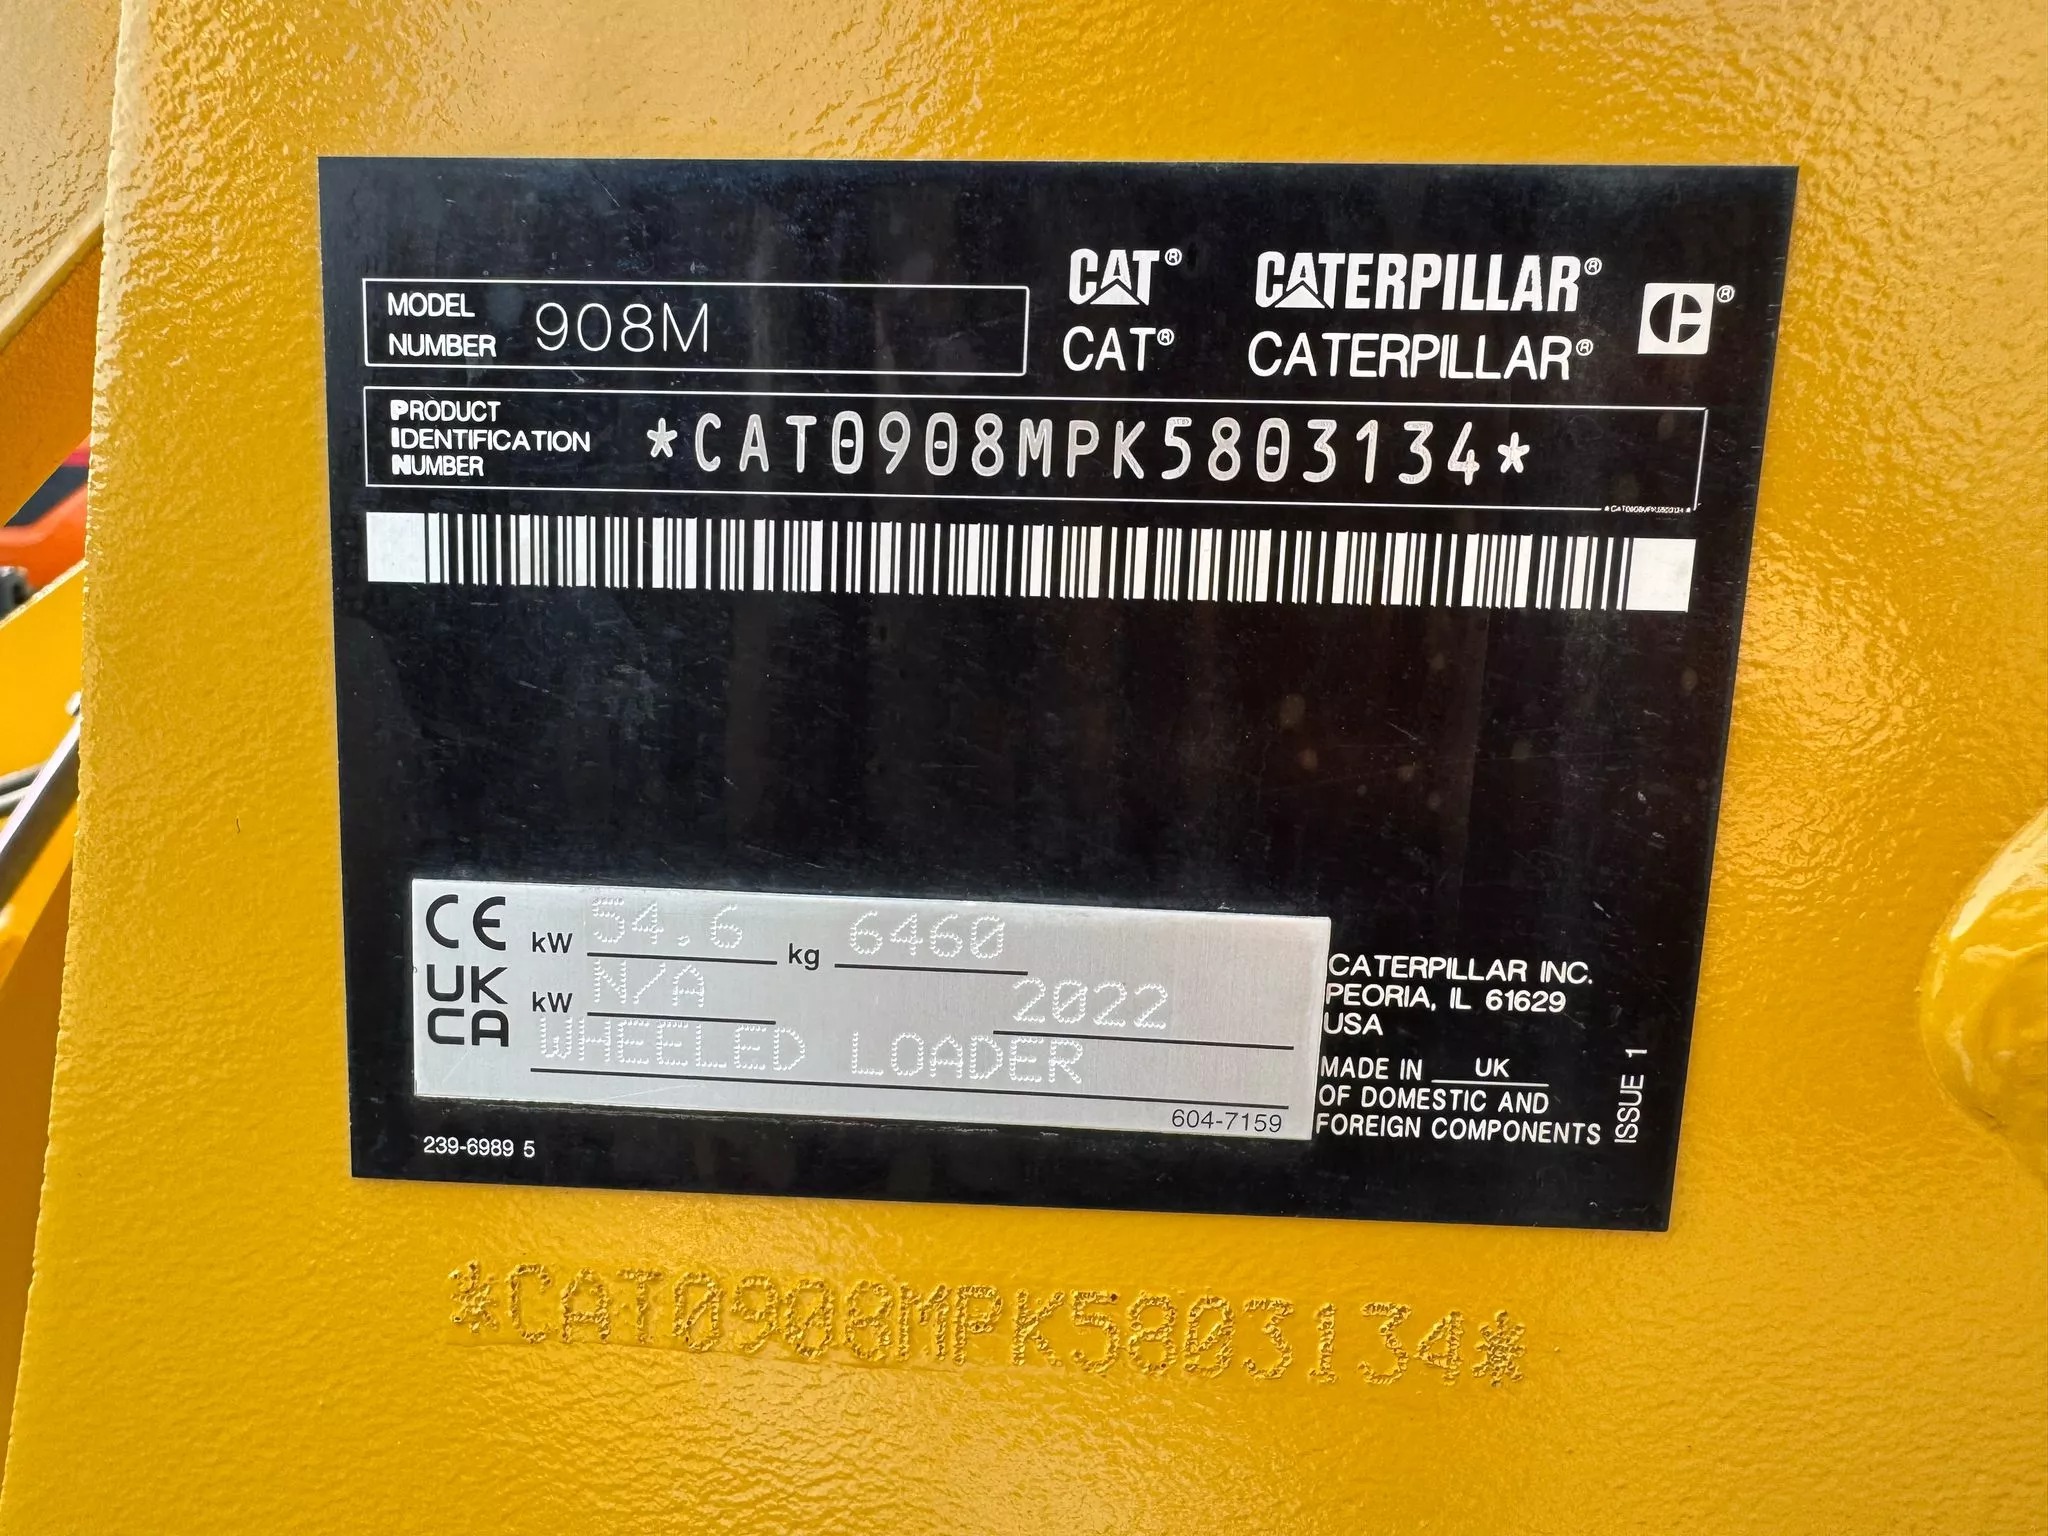 CAT® CATERPILLAR®
MODEL NUMBER 908M
CAT® CATERPILLAR®
PRODUCT
IDENTIFICATION
NUMBER
*CAT0908MPK5803134*
*CAT0908MPK5803134*
CE kW 54.6 kg 6460
UK kW N/A 2022
CA WHEELED LOADER
604-7159
CATERPILLAR INC.
PEORIA, IL 61629
USA
MADE IN UK
OF DOMESTIC AND
FOREIGN COMPONENTS
ISSUE 1
239-6989 5
*CAT0908MPK5803134*